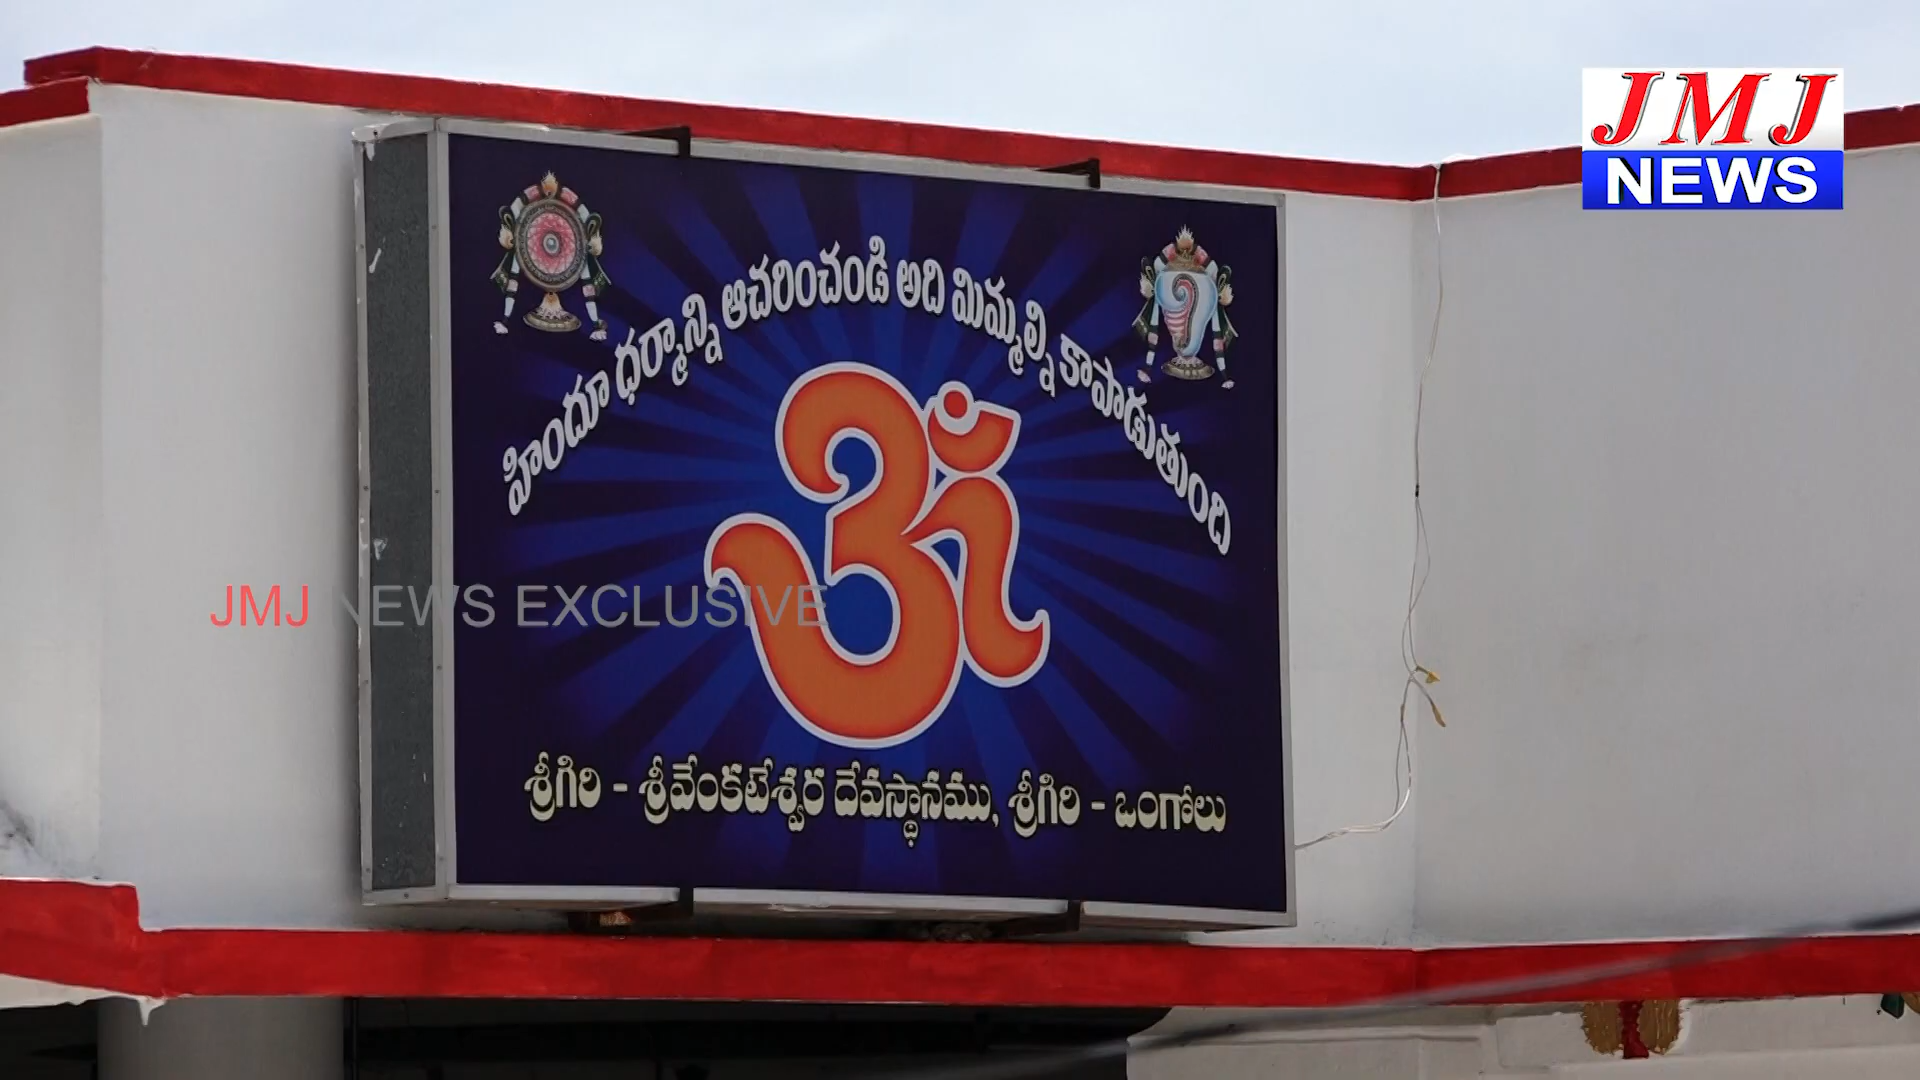 JMJ
NEWS
హిందూ ధర్మాన్ని ఆచరించండి అది మిమ్మల్ని కాపాడుతుంది
ॐ
JMJ NEWS EXCLUSIVE
శ్రీగిరి - శ్రీవేంకటేశ్వర దేవస్థానము, శ్రీగిరి - ఒంగోలు